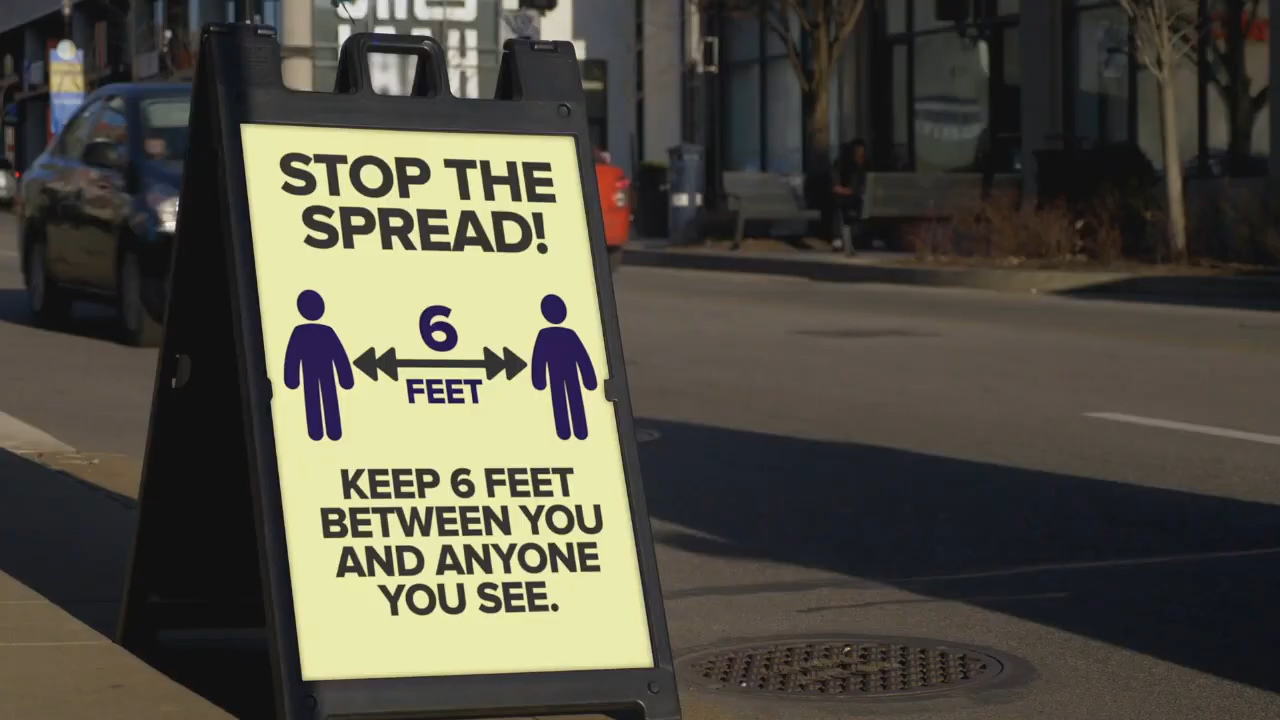 STOP THE
SPREAD!
6
FEET
KEEP 6 FEET
BETWEEN YOU
AND ANYONE
YOU SEE.